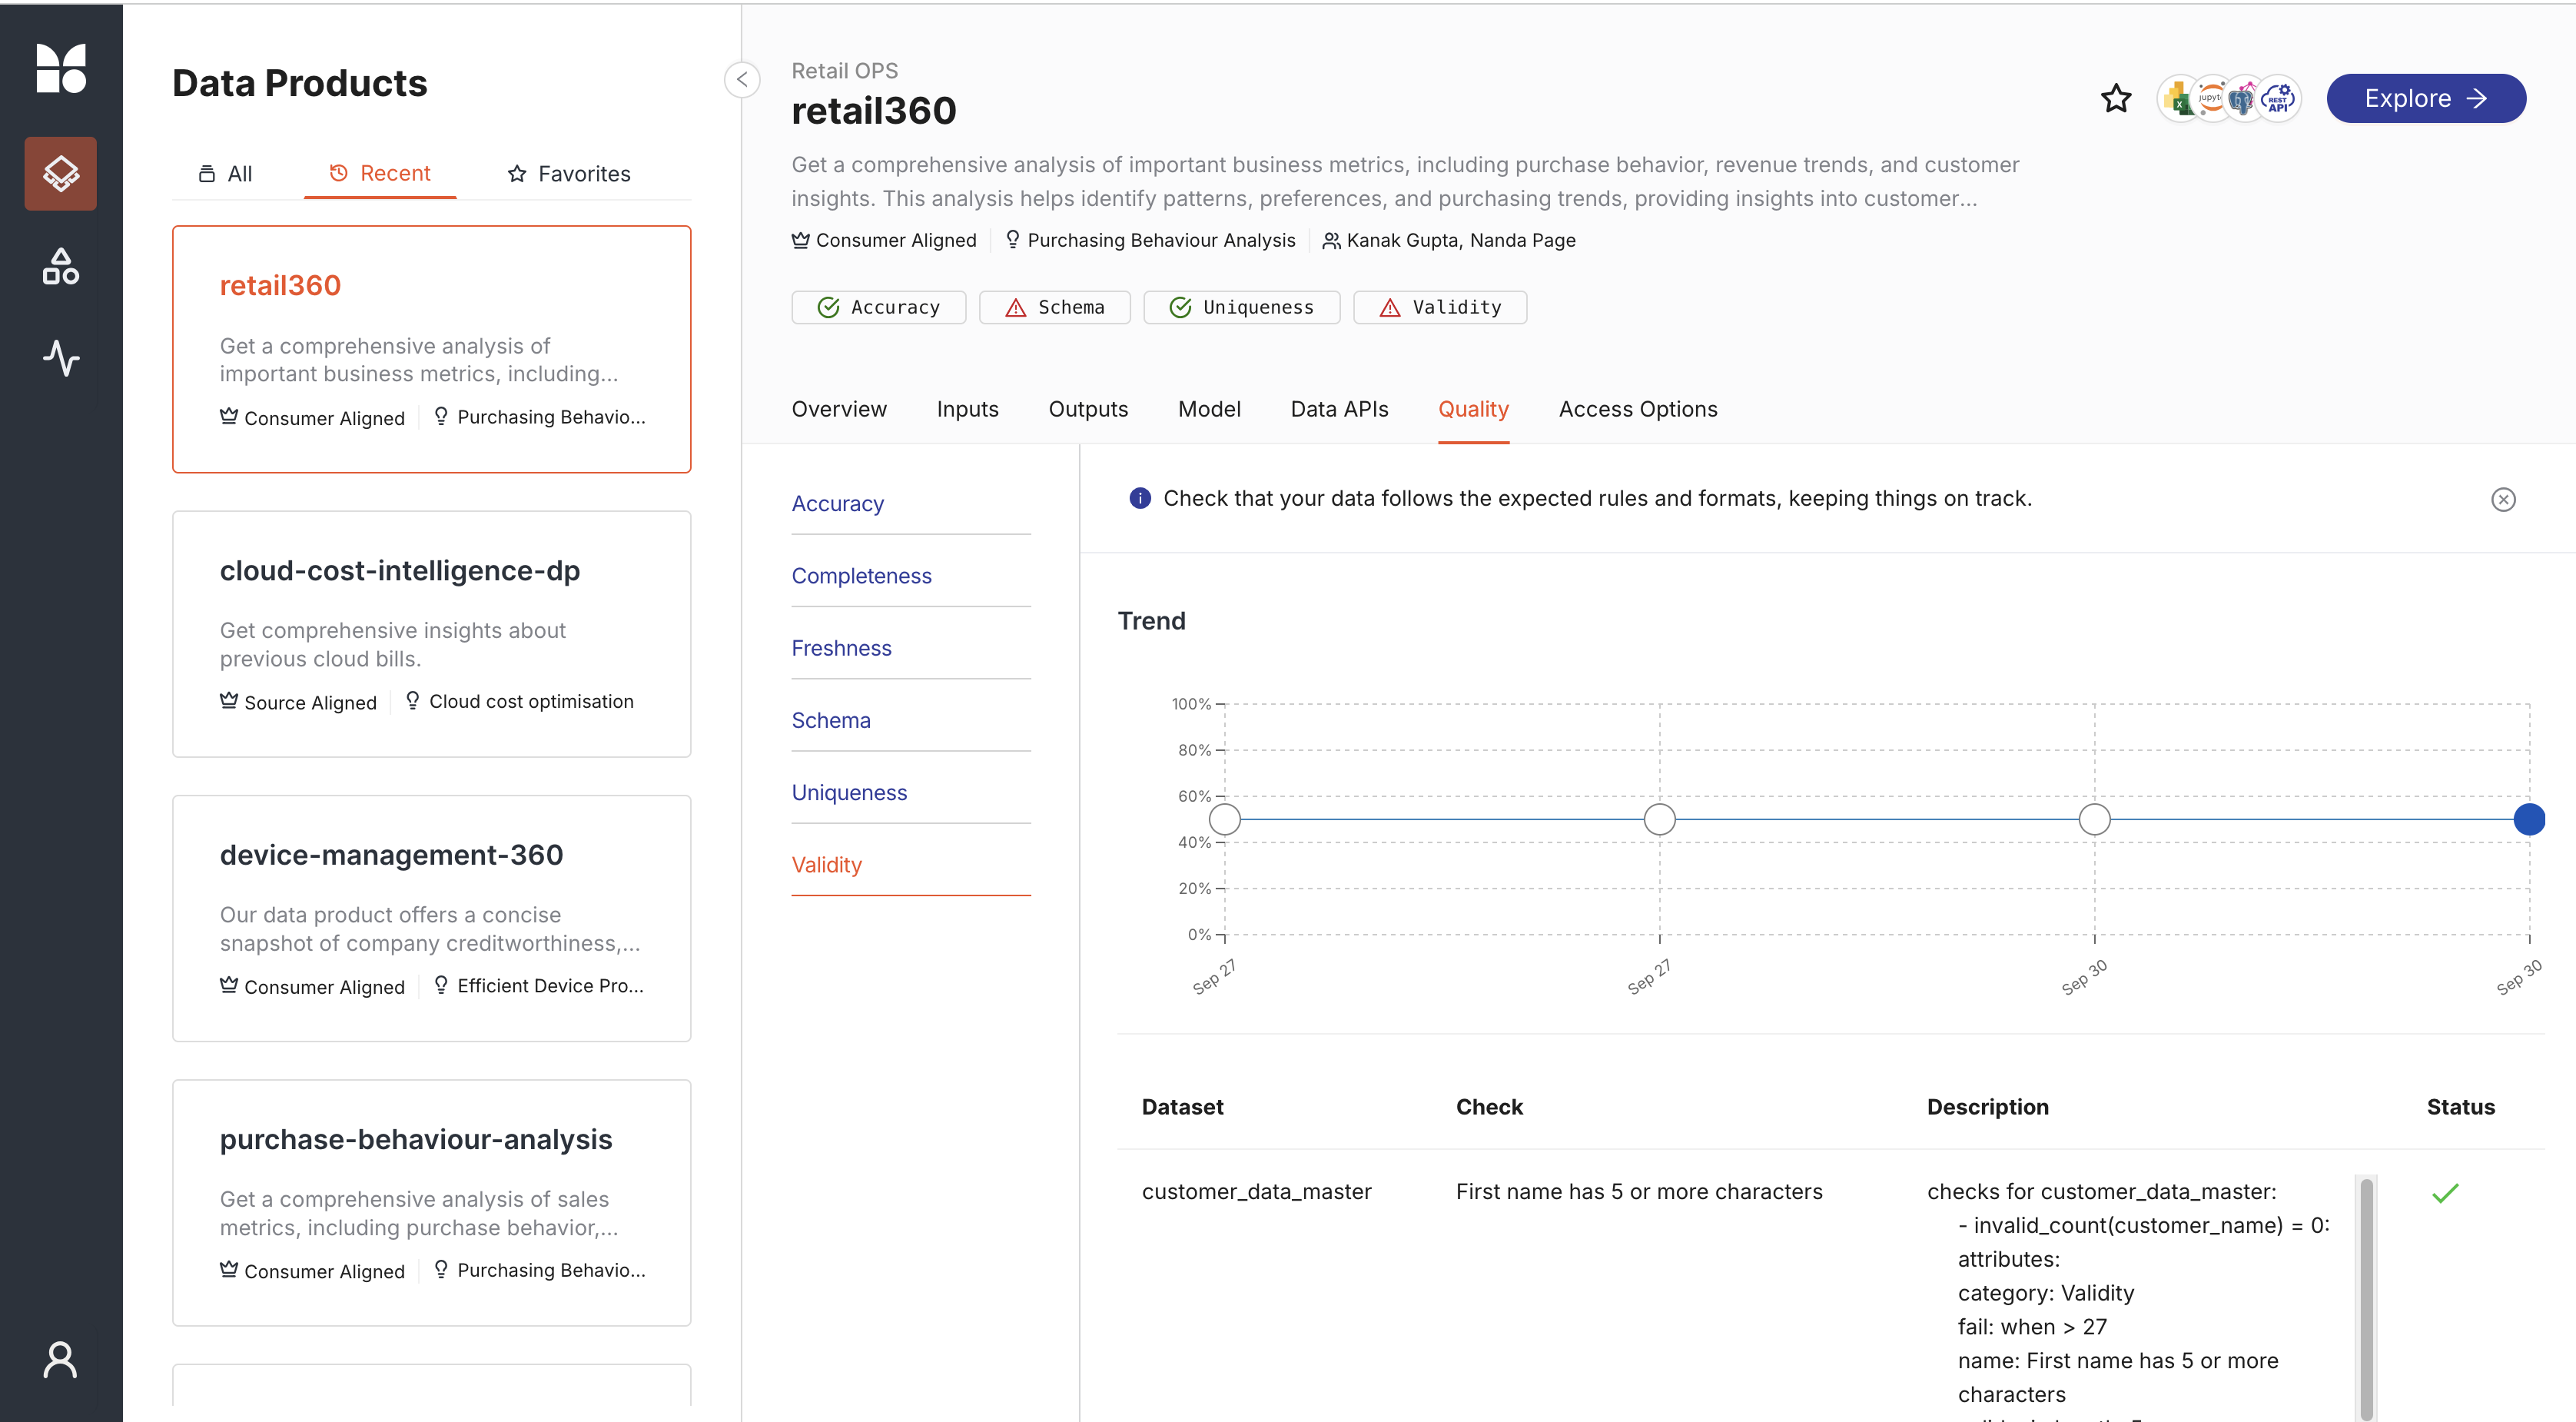 Data Products
All
Recent
Favorites
retail360
Get a comprehensive analysis of
important business metrics, including...
Consumer Aligned
Purchasing Behavio...
cloud-cost-intelligence-dp
Get comprehensive insights about
previous cloud bills.
Source Aligned
Cloud cost optimisation
device-management-360
Our data product offers a concise
snapshot of company creditworthiness,...
Consumer Aligned
Efficient Device Pro...
purchase-behaviour-analysis
Get a comprehensive analysis of sales
metrics, including purchase behavior,...
Consumer Aligned
Purchasing Behavio...
Retail OPS
retail360
Get a comprehensive analysis of important business metrics, including purchase behavior, revenue trends, and customer
insights. This analysis helps identify patterns, preferences, and purchasing trends, providing insights into customer...
Consumer Aligned
Purchasing Behaviour Analysis
Kanak Gupta, Nanda Page
REST
API
Explore
Accuracy
Schema
Uniqueness
Validity
Overview
Inputs
Outputs
Model
Data APIs
Quality
Access Options
Accuracy
Completeness
Freshness
Schema
Uniqueness
Validity
Check that your data follows the expected rules and formats, keeping things on track.
Trend
100%
80%
60%
40%
20%
0%
Sep 27
Sep 27
Sep 30
Sep 30
Dataset
Check
Description
Status
customer_data_master
First name has 5 or more characters
checks for customer_data_master:
- invalid_count(customer_name) = 0:
attributes:
category: Validity
fail: when > 27
name: First name has 5 or more
characters